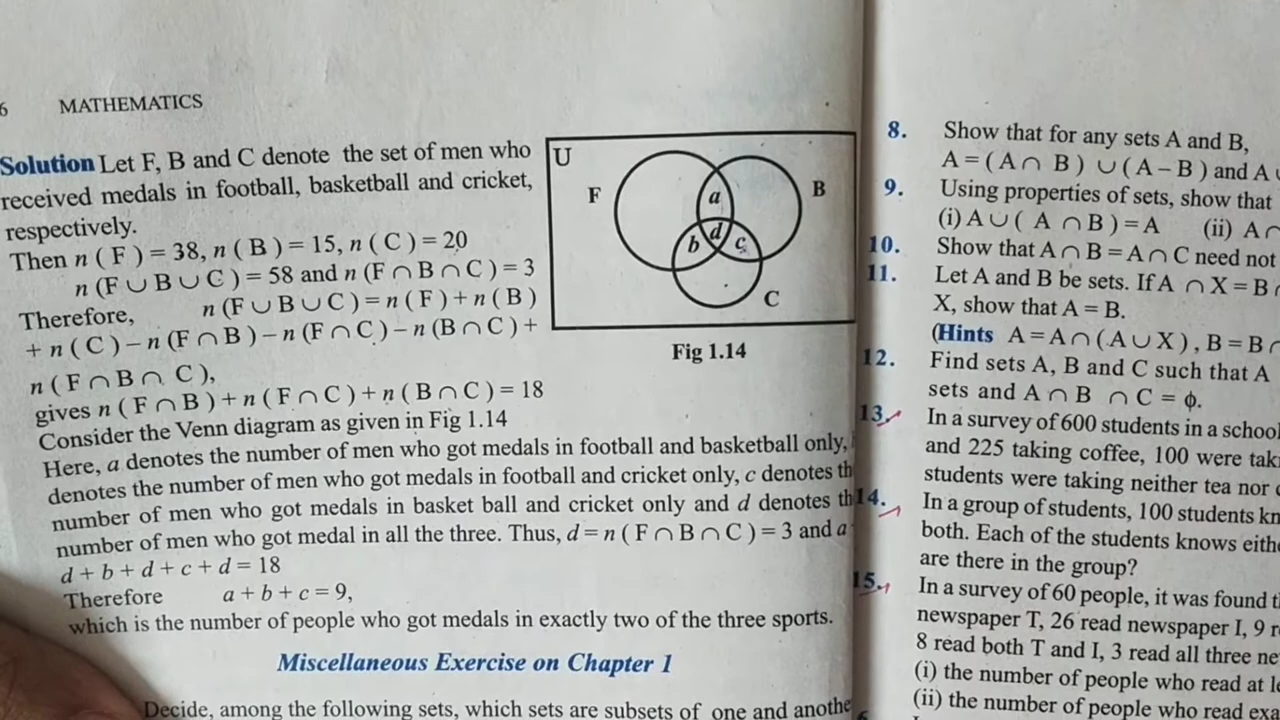 6 MATHEMATICS
Solution Let F, B and C denote the set of men who
received medals in football, basketball and cricket,
respectively.
Then n ( F ) = 38, n ( B ) = 15, n ( C ) = 20
n (F ∪ B ∪ C ) = 58 and n (F ∩ B ∩ C ) = 3
Therefore, n (F ∪ B ∪ C ) = n ( F ) + n ( B )
+ n ( C ) – n (F ∩ B ) – n (F ∩ C ) – n (B ∩ C ) +
n ( F ∩ B ∩ C ),
gives n ( F ∩ B ) + n ( F ∩ C ) + n ( B ∩ C ) = 18
Consider the Venn diagram as given in Fig 1.14
Here, a denotes the number of men who got medals in football and basketball only,
denotes the number of men who got medals in football and cricket only, c denotes
number of men who got medals in basket ball and cricket only and d denotes
number of men who got medal in all the three. Thus, d = n ( F ∩ B ∩ C ) = 3 and a
d + b + d + c + d = 18
Therefore a + b + c = 9,
which is the number of people who got medals in exactly two of the three sports.
Miscellaneous Exercise on Chapter 1
Decide, among the following sets, which sets are subsets of one and
U
F
B
a
b
d
c
C
Fig 1.14
8. Show that for any sets A and B,
A = ( A ∩ B ) ∪ ( A – B ) and A
9. Using properties of sets, show that
(i) A ∪ ( A ∩ B ) = A (ii) A ∩
10. Show that A ∩ B = A ∩ C need not
11. Let A and B be sets. If A ∩ X = B
X, show that A = B.
(Hints A = A ∩ ( A ∪ X ) , B = B ∩
12. Find sets A, B and C such that A
sets and A ∩ B ∩ C = ϕ.
13. In a survey of 600 students in a school
and 225 taking coffee, 100 were
students were taking neither tea nor
14. In a group of students, 100 students
both. Each of the students knows
are there in the group?
15. In a survey of 60 people, it was found
newspaper T, 26 read newspaper I, 9
8 read both T and I, 3 read all three
(i) the number of people who read at
(ii) the number of people who read